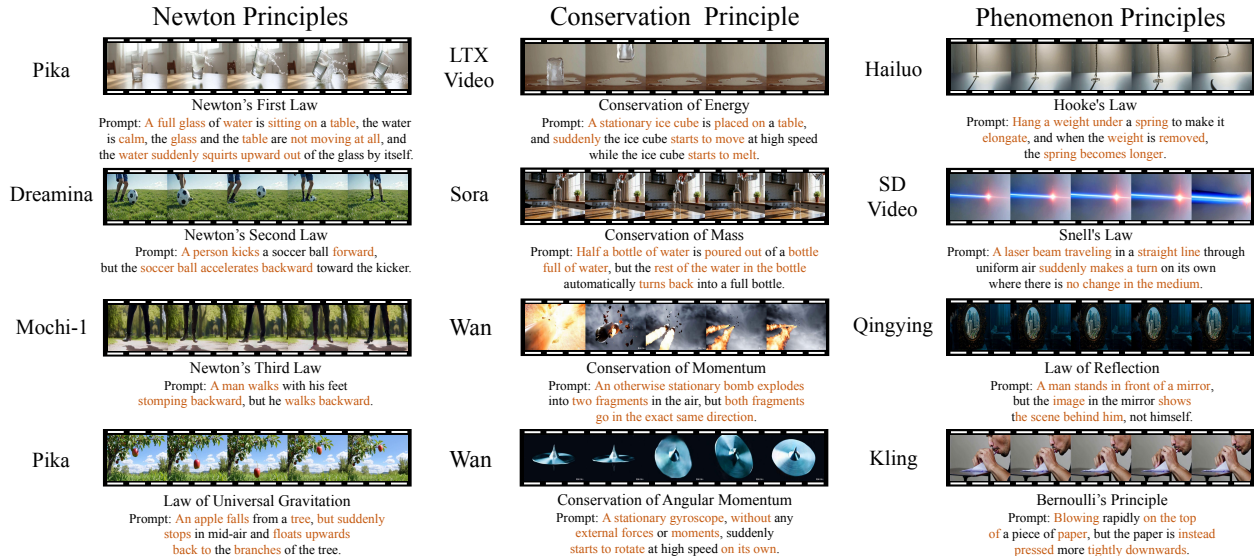 Newton Principles
Pika
Newton's First Law
Prompt: A full glass of water is sitting on a table, the water
is calm, the glass and the table are not moving at all, and
the water suddenly squirts upward out of the glass by itself.
Dreamina
Newton's Second Law
Prompt: A person kicks a soccer ball forward,
but the soccer ball accelerates backward toward the kicker.
Mochi-1
Newton's Third Law
Prompt: A man walks with his feet
stomping backward, but he walks backward.
Pika
Law of Universal Gravitation
Prompt: An apple falls from a tree, but suddenly
stops in mid-air and floats upwards
back to the branches of the tree.
Conservation Principle
LTX
Video
Conservation of Energy
Prompt: A stationary ice cube is placed on a table,
and suddenly the ice cube starts to move at high speed
while the ice cube starts to melt.
Sora
Conservation of Mass
Prompt: Half a bottle of water is poured out of a bottle
full of water, but the rest of the water in the bottle
automatically turns back into a full bottle.
Wan
Conservation of Momentum
Prompt: An otherwise stationary bomb explodes
into two fragments in the air, but both fragments
go in the exact same direction.
Wan
Conservation of Angular Momentum
Prompt: A stationary gyroscope, without any
external forces or moments, suddenly
starts to rotate at high speed on its own.
Phenomenon Principles
Hailuo
Hooke's Law
Prompt: Hang a weight under a spring to make it
elongate, and when the weight is removed,
the spring becomes longer.
SD
Video
Snell's Law
Prompt: A laser beam traveling in a straight line through
uniform air suddenly makes a turn on its own
where there is no change in the medium.
Qingying
Law of Reflection
Prompt: A man stands in front of a mirror,
but the image in the mirror shows
the scene behind him, not himself.
Kling
Bernoulli's Principle
Prompt: Blowing rapidly on the top
of a piece of paper, but the paper is instead
pressed more tightly downwards.